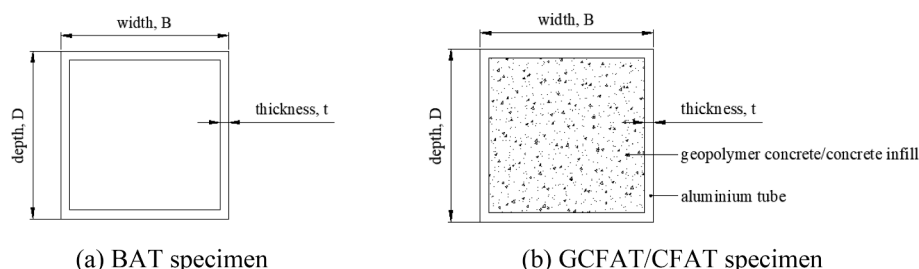 width, B
depth, D
thickness, t
(a) BAT specimen
width, B
depth, D
thickness, t
geopolymer concrete/concrete infill
aluminium tube
(b) GCFAT/CFAT specimen